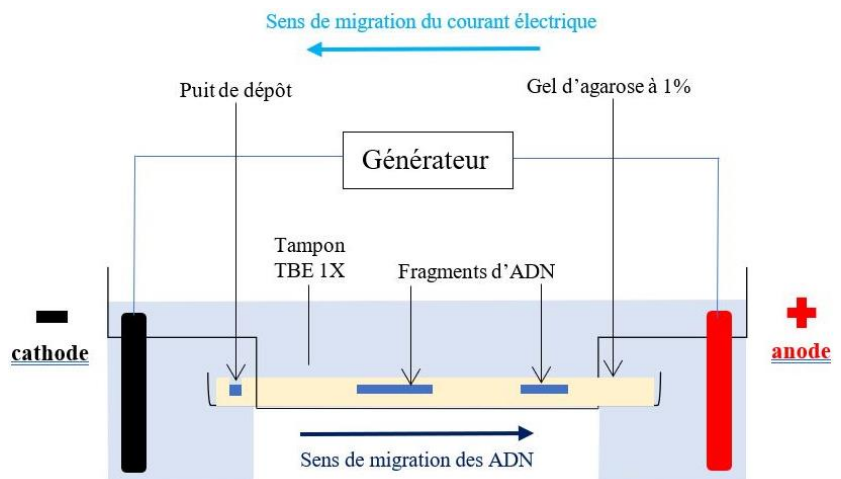 Sens de migration du courant électrique
Puit de dépôt
Gel d'agarose à 1%
Générateur
Tampon
TBE 1X
Fragments d'ADN
cathode
anode
Sens de migration des ADN